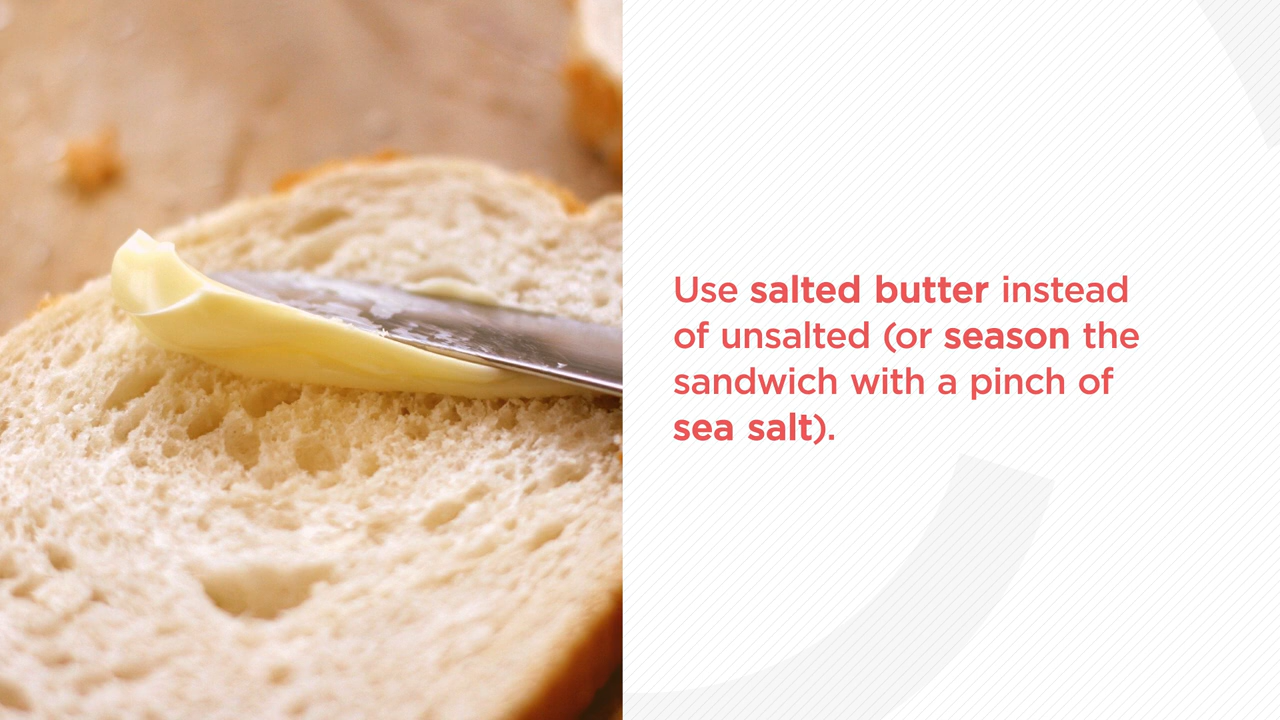 Use salted butter instead
of unsalted (or season the
sandwich with a pinch of
sea salt).